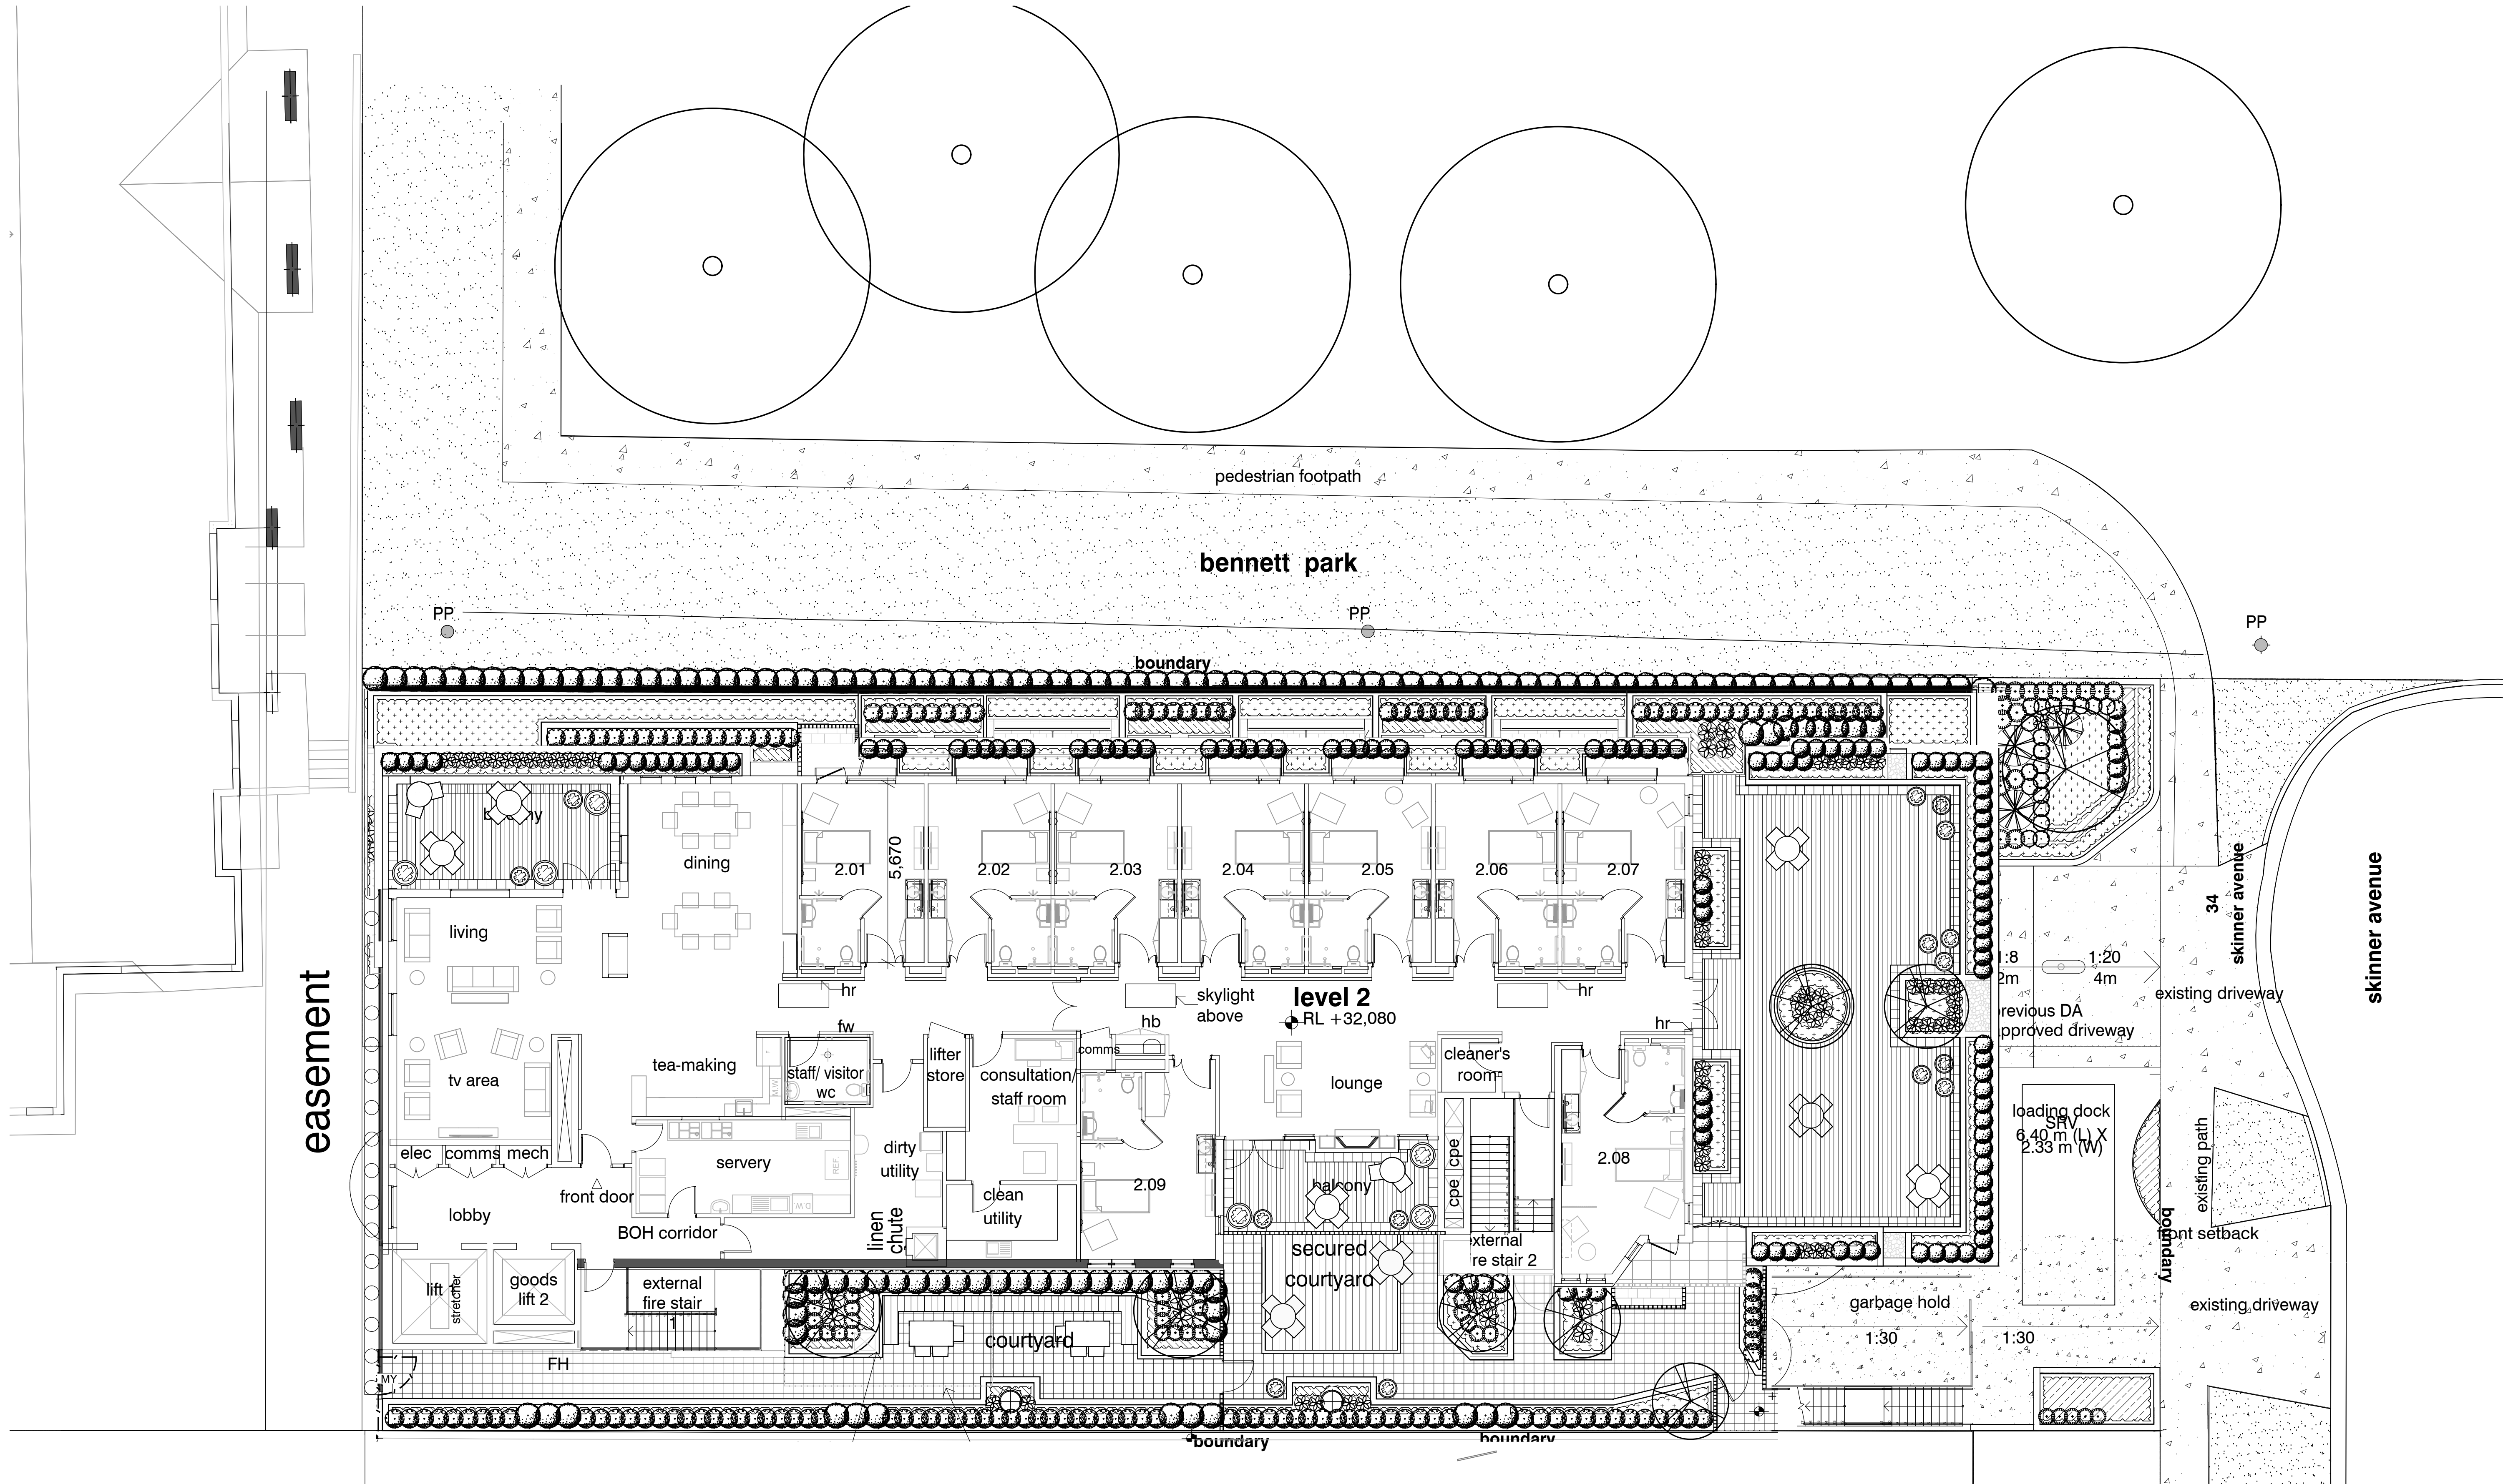 pedestrian footpath
bennett park
PP
PP
PP
boundary
dining
2.01
5,670
2.02
2.03
2.04
2.05
2.06
2.07
living
easement
hr
skylight
above
level 2
RL +32,080
hr
hr
fw
hb
tea-making
staff/ visitor
wc
lifter
store
consultation/
staff room
comms
lounge
cleaner's
room
tv area
MW
elec
comms
mech
servery
REF.
DW
dirty
utility
clean
utility
2.09
balcony
cpe
cpe
2.08
front door
lobby
BOH corridor
linen
chute
secured
courtyard
external
fire stair 2
lift
stretcher
goods
lift 2
external
fire stair
1
courtyard
FH
MY
boundary
boundary
34
skinner avenue
skinner avenue
1:8
2m
1:20
4m
existing driveway
previous DA
approved driveway
loading dock
SRV
6.40 m (L) X
2.33 m (W)
existing path
boundary
front setback
garbage hold
1:30
1:30
existing driveway